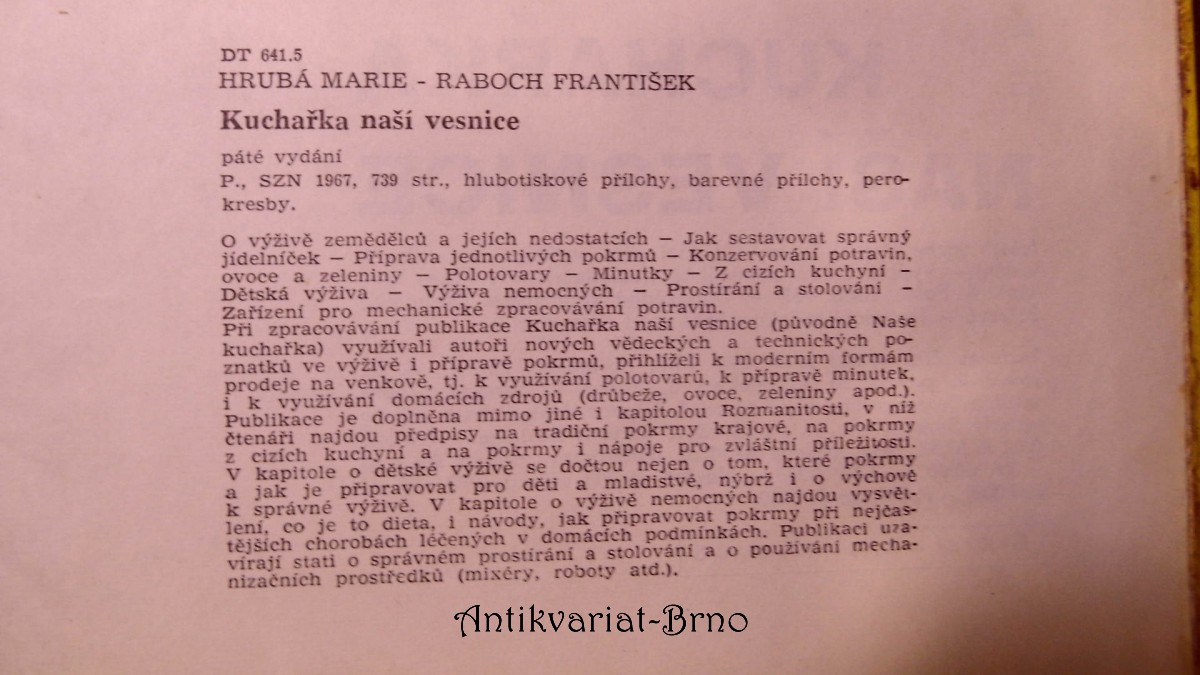 DT 641.5
HRUBÁ MARIE - RABOCH FRANTIŠEK
Kuchařka naší vesnice
páté vydání
P., SZN 1967, 739 str., hlubotiskové přílohy, barevné přílohy, pero-
kresby.
O výživě zemědělců a jejích nedostatcích — Jak sestavovat správný
jídelníček — Příprava jednotlivých pokrmů — Konzervování potravin,
ovoce a zeleniny — Polotovary — Minutky — Z cizích kuchyní —
Dětská výživa — Výživa nemocných — Prostírání a stolování —
Zařízení pro mechanické zpracovávání potravin.
Při zpracovávání publikace Kuchařka naší vesnice (původně Naše
kuchařka) využívali autoři nových vědeckých a technických po-
znatků ve výživě i přípravě pokrmů, přihlíželi k moderním formám
prodeje na venkově, tj. k využívání polotovarů, k přípravě minutek,
i k využívání domácích zdrojů (drůbeže, ovoce, zeleniny apod.).
Publikace je doplněna mimo jiné i kapitolou Rozmanitosti, v níž
čtenáři najdou předpisy na tradiční pokrmy krajové, na pokrmy
z cizích kuchyní a na pokrmy i nápoje pro zvláštní příležitosti.
V kapitole o dětské výživě se dočtou nejen o tom, které pokrmy
a jak je připravovat pro děti a mladistvé, nýbrž i o výchově
k správné výživě. V kapitole o výživě nemocných najdou vysvět-
lení, co je to dieta, i návody, jak připravovat pokrmy při nejčas-
tějších chorobách léčených v domácích podmínkách. Publikaci uza-
vírají stati o správném prostírání a stolování a o používání mecha-
nizačních prostředků (mixéry, roboty atd.).
Antikvariat-Brno